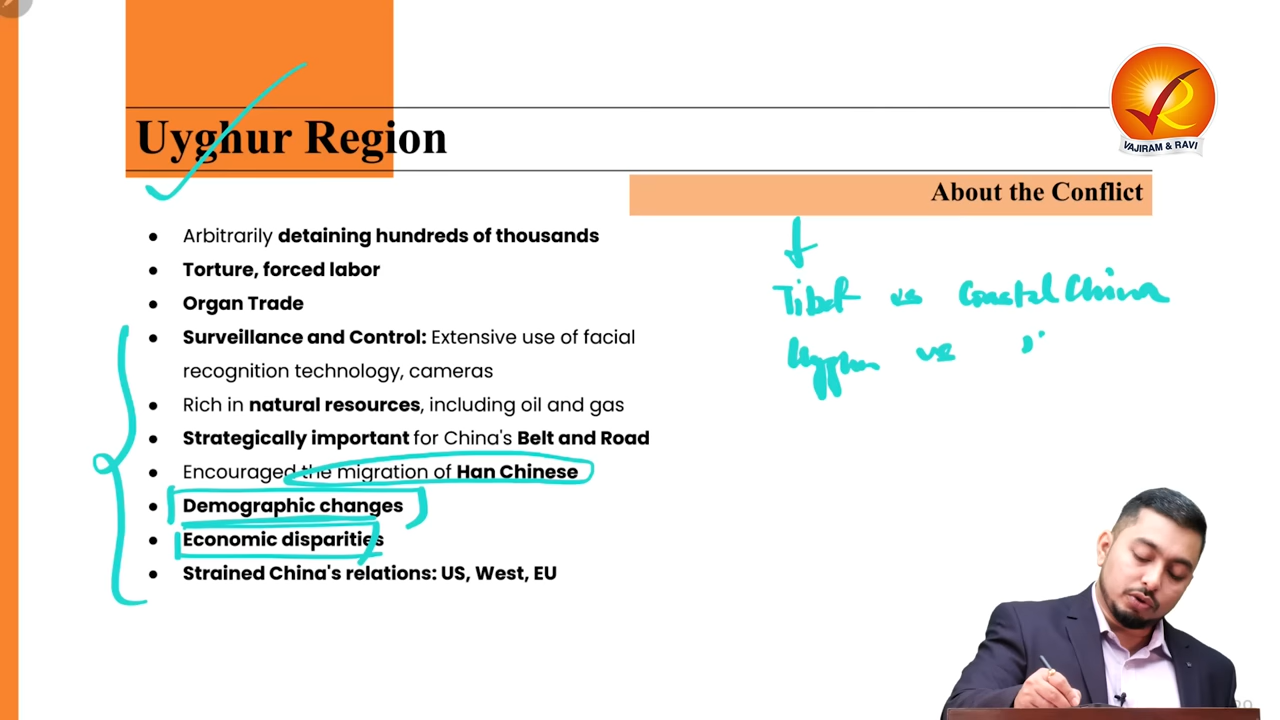 Uyghur Region
VAJIRAM & RAVI
About the Conflict
Arbitrarily detaining hundreds of thousands
Torture, forced labor
Organ Trade
Surveillance and Control: Extensive use of facial
recognition technology, cameras
Rich in natural resources, including oil and gas
Strategically important for China's Belt and Road
Encouraged the migration of Han Chinese
Demographic changes
Economic disparities
Strained China's relations: US, West, EU
Tibet vs Coastal China
Uyghur vs